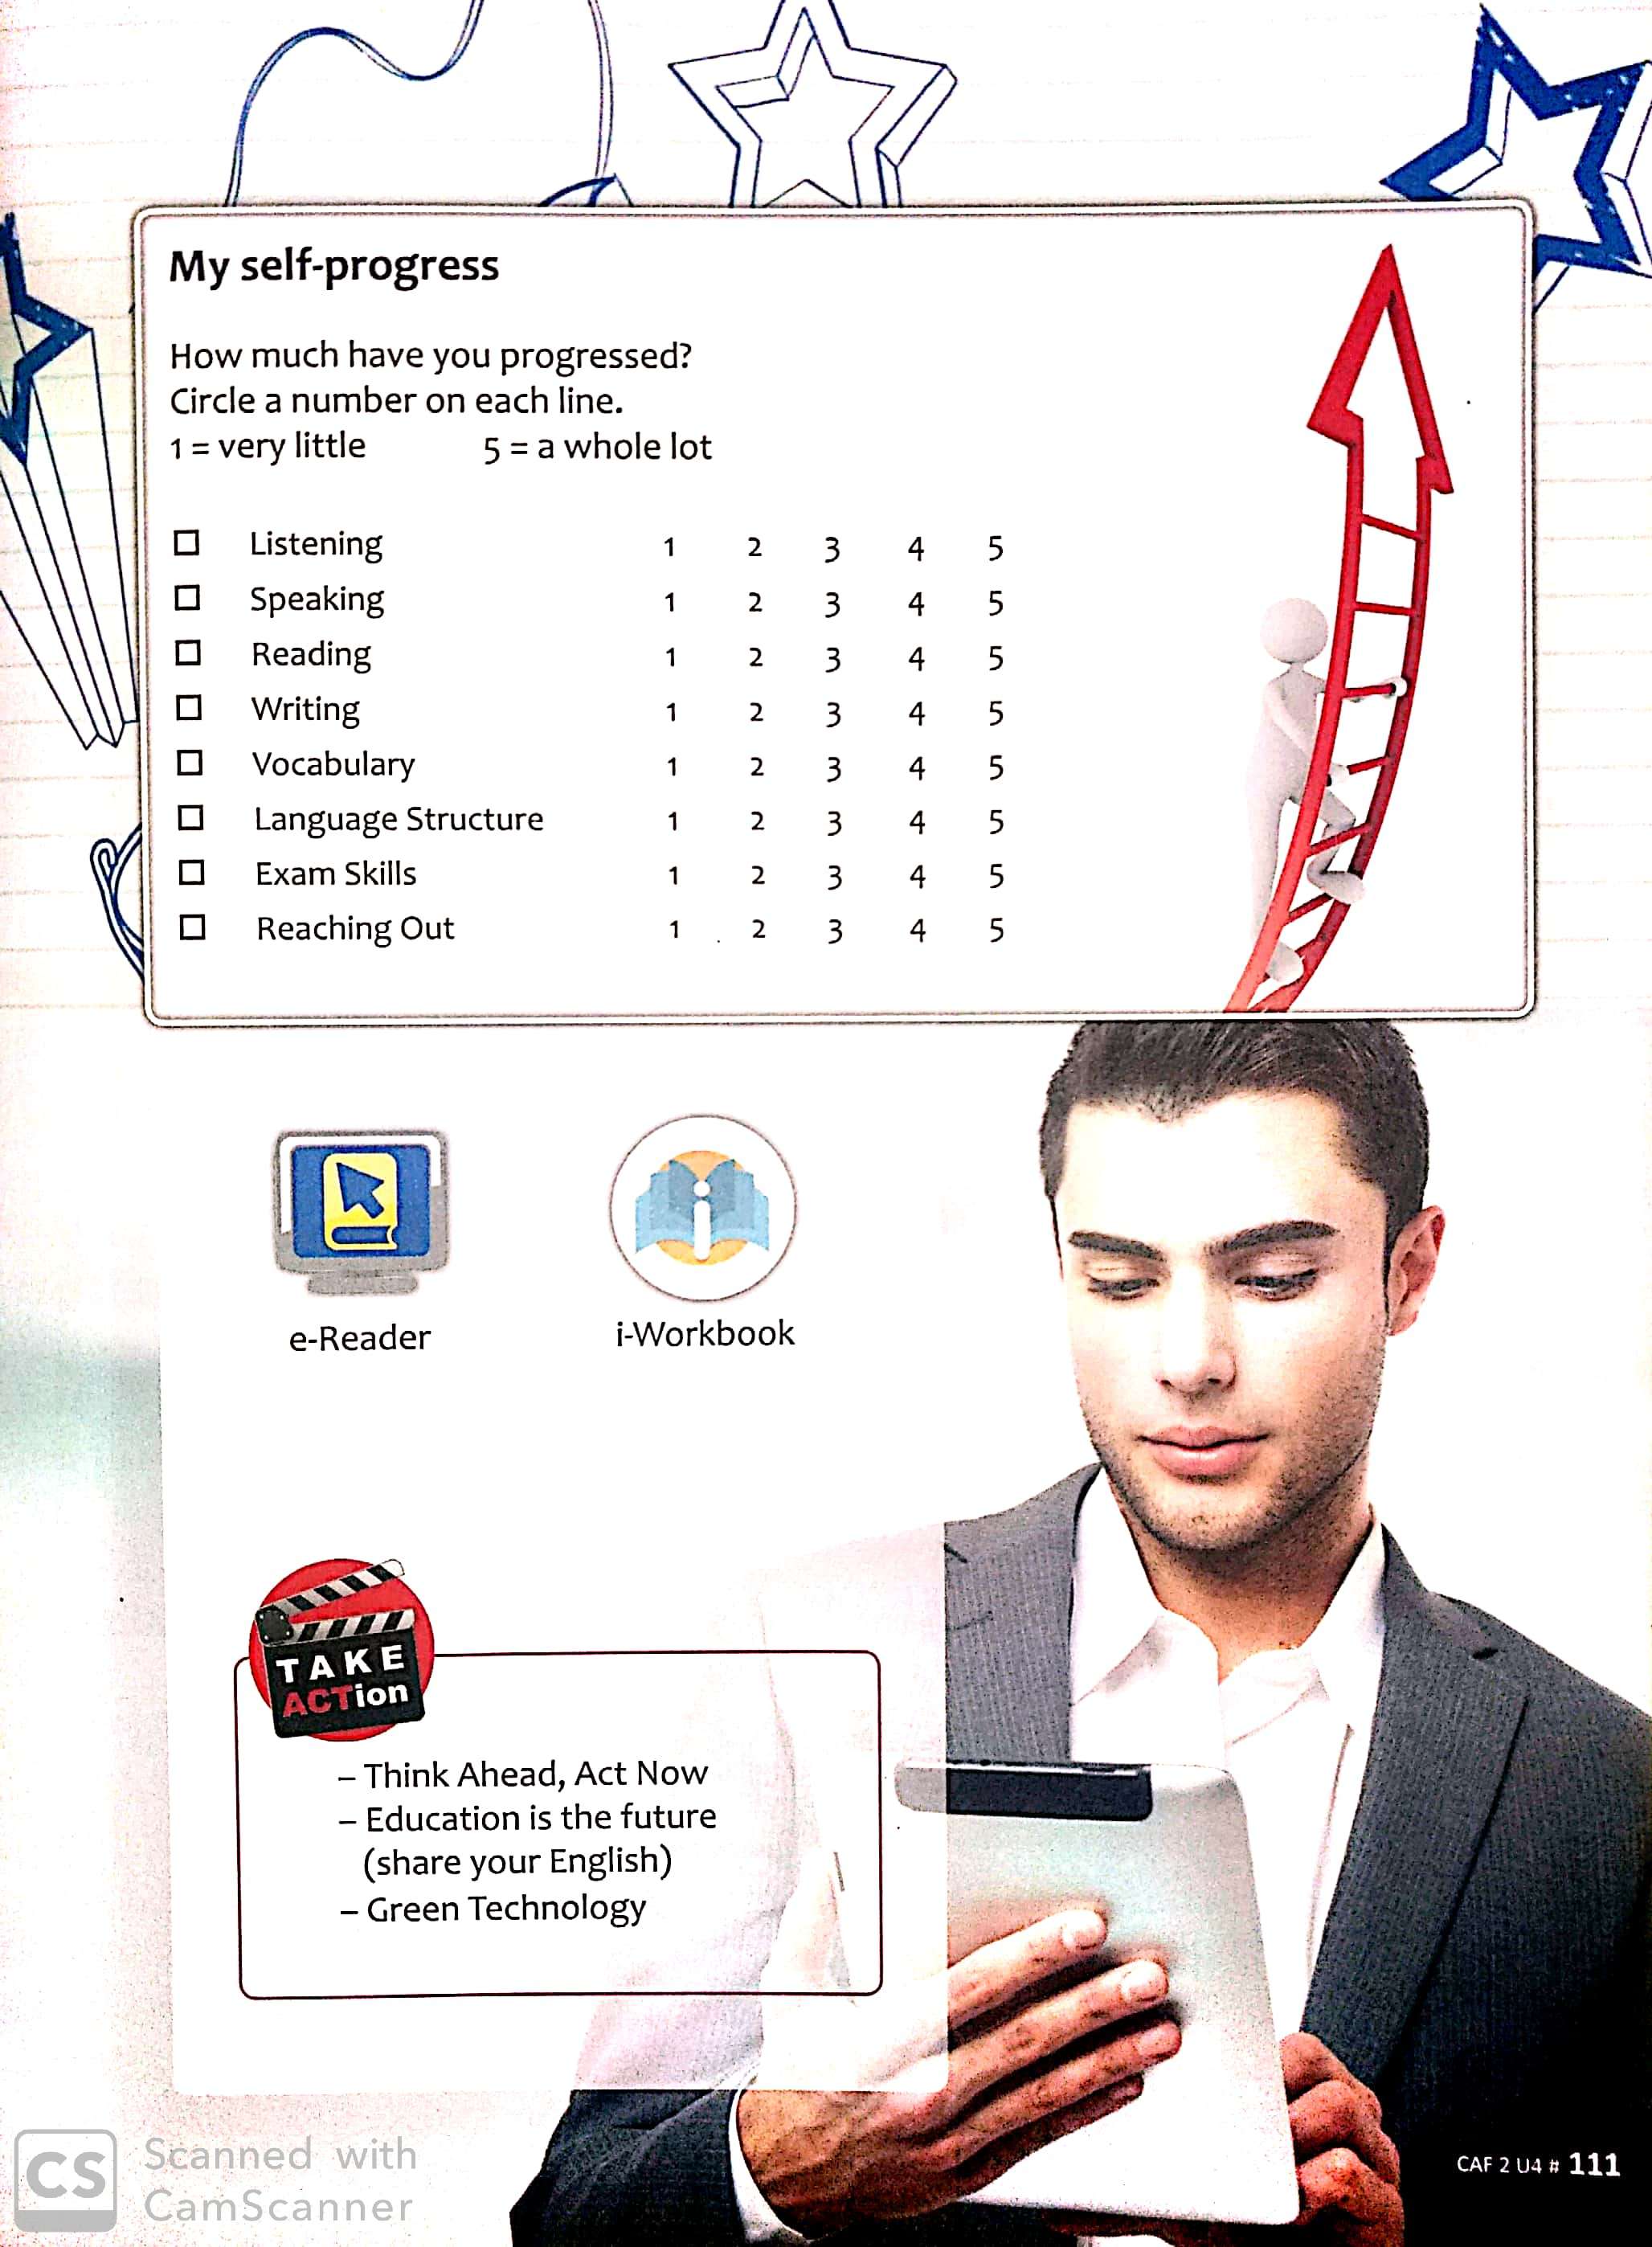 My self-progress
How much have you progressed?
Circle a number on each line.
1 = very little 5 = a whole lot
Listening 1 2 3 4 5
Speaking 1 2 3 4 5
Reading 1 2 3 4 5
Writing 1 2 3 4 5
Vocabulary 1 2 3 4 5
Language Structure 1 2 3 4 5
Exam Skills 1 2 3 4 5
Reaching Out 1 2 3 4 5
i
e-Reader i-Workbook
TAKE
ACTion
– Think Ahead, Act Now
– Education is the future
(share your English)
– Green Technology
CAF 2 U4 # 111
CS Scanned with
CamScanner